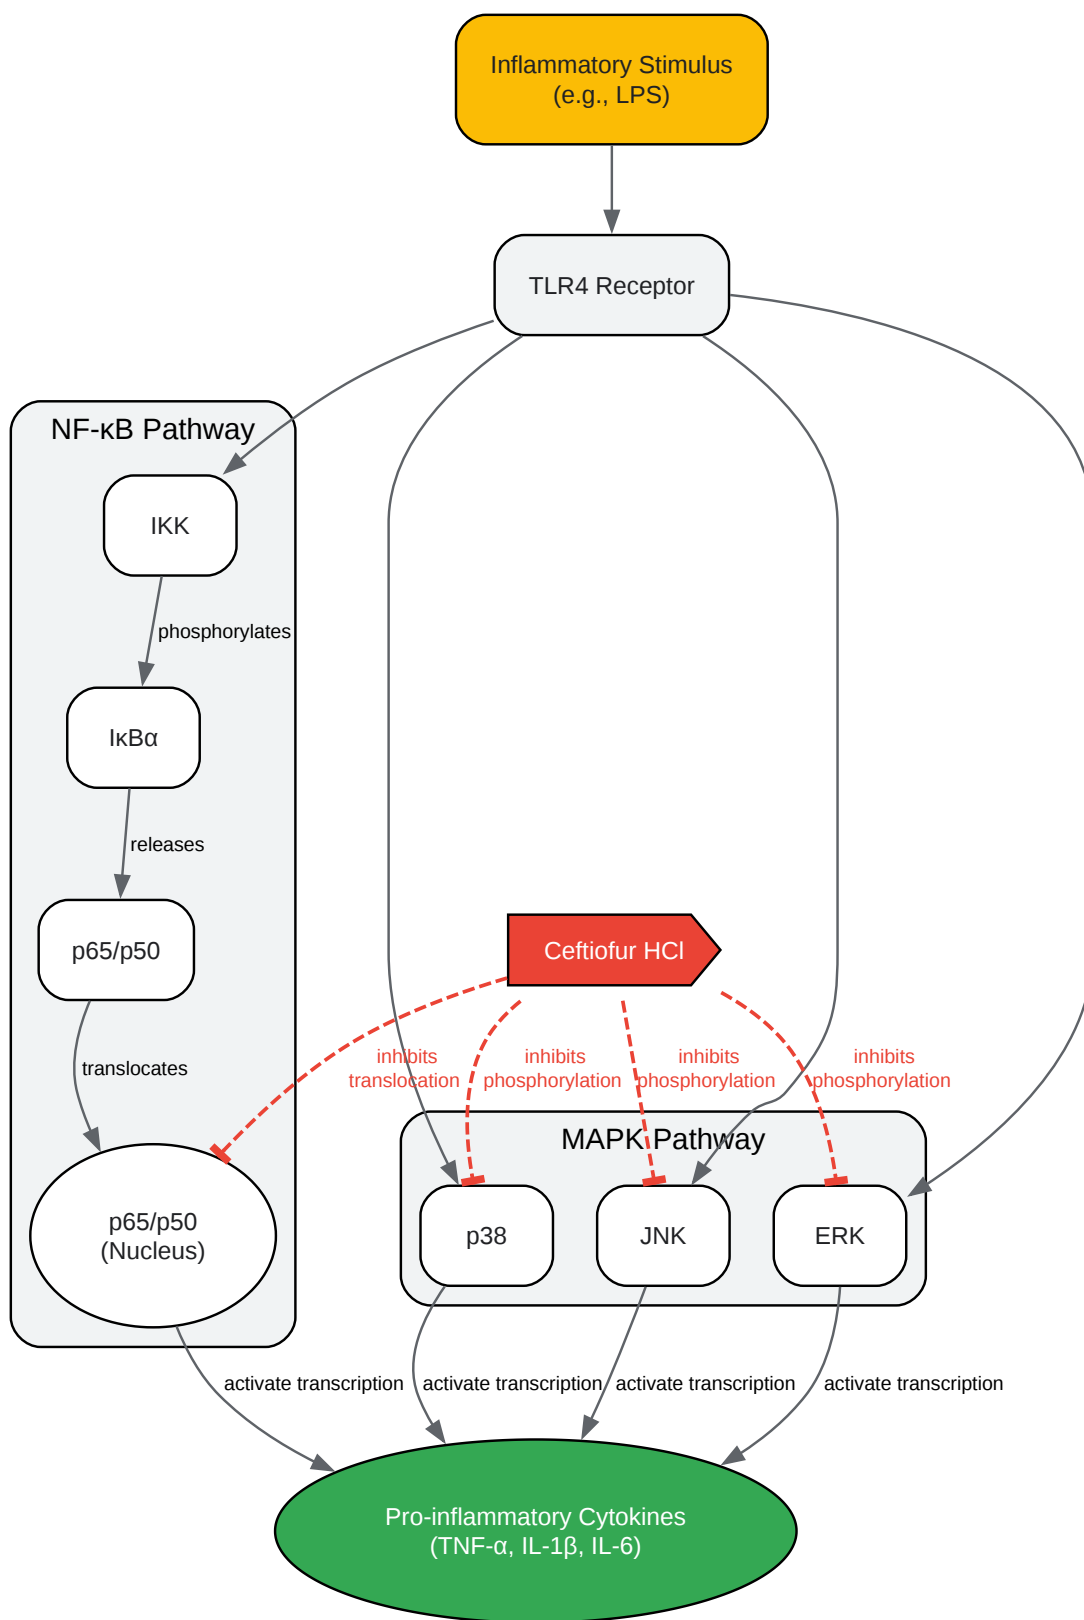 Inflammatory Stimulus
(e.g., LPS)
TLR4 Receptor
NF-κB Pathway
IKK
phosphorylates
IκBα
releases
p65/p50
Ceftiofur HCl
translocates
inhibits
translocation
inhibits
phosphorylation
inhibits
phosphorylation
inhibits
phosphorylation
MAPK Pathway
p65/p50
(Nucleus)
p38
JNK
ERK
activate transcription
activate transcription
activate transcription
activate transcription
Pro-inflammatory Cytokines
(TNF-α, IL-1β, IL-6)